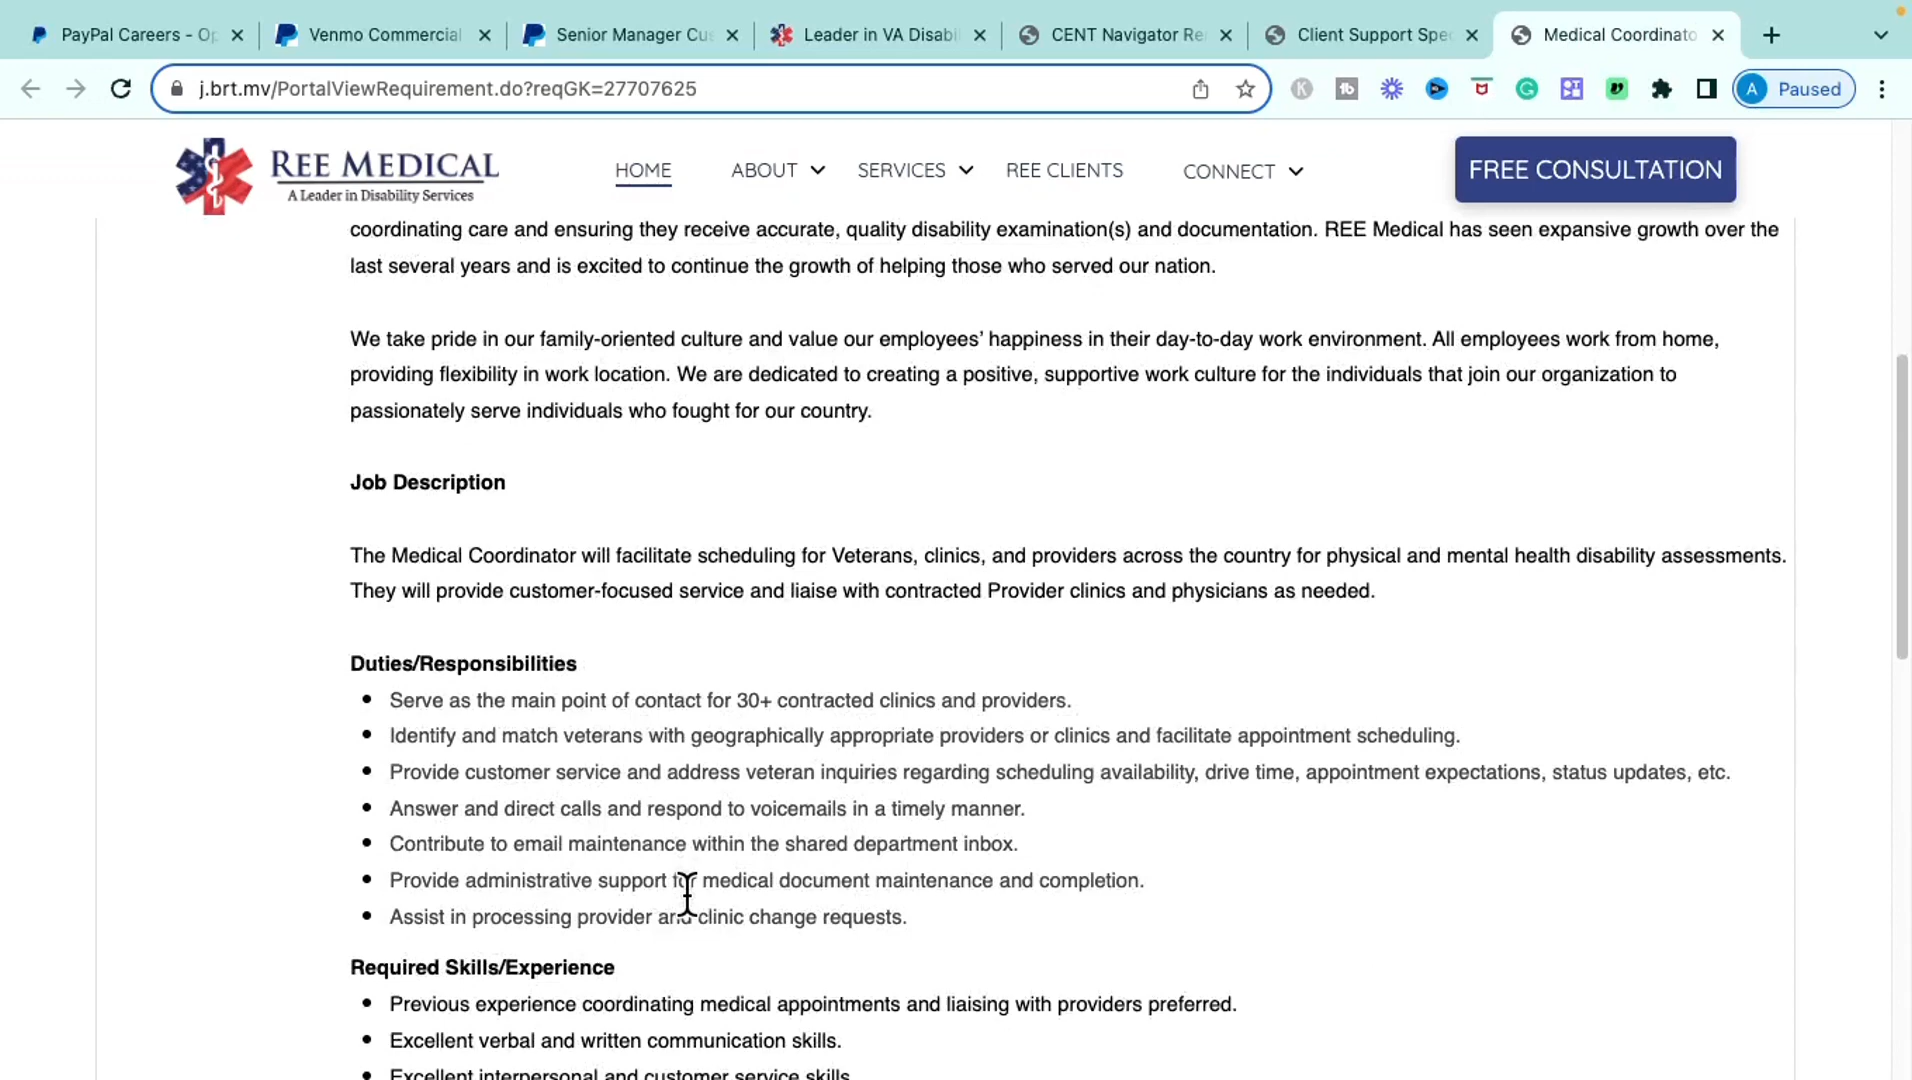 PayPal Careers - Op
Venmo Commercial
Senior Manager Cu
Leader in VA Disabi
CENT Navigator Re
Client Support Spe
Medical Coordinato
j.brt.mv/PortalViewRequirement.do?reqGK=27707625
A Paused
REE MEDICAL
A Leader in Disability Services
HOME ABOUT SERVICES REE CLIENTS CONNECT
FREE CONSULTATION
coordinating care and ensuring they receive accurate, quality disability examination(s) and documentation. REE Medical has seen expansive growth over the
last several years and is excited to continue the growth of helping those who served our nation.
We take pride in our family-oriented culture and value our employees’ happiness in their day-to-day work environment. All employees work from home,
providing flexibility in work location. We are dedicated to creating a positive, supportive work culture for the individuals that join our organization to
passionately serve individuals who fought for our country.
Job Description
The Medical Coordinator will facilitate scheduling for Veterans, clinics, and providers across the country for physical and mental health disability assessments.
They will provide customer-focused service and liaise with contracted Provider clinics and physicians as needed.
Duties/Responsibilities
• Serve as the main point of contact for 30+ contracted clinics and providers.
• Identify and match veterans with geographically appropriate providers or clinics and facilitate appointment scheduling.
• Provide customer service and address veteran inquiries regarding scheduling availability, drive time, appointment expectations, status updates, etc.
• Answer and direct calls and respond to voicemails in a timely manner.
• Contribute to email maintenance within the shared department inbox.
• Provide administrative support for medical document maintenance and completion.
• Assist in processing provider and clinic change requests.
Required Skills/Experience
• Previous experience coordinating medical appointments and liaising with providers preferred.
• Excellent verbal and written communication skills.
• Excellent interpersonal and customer service skills.